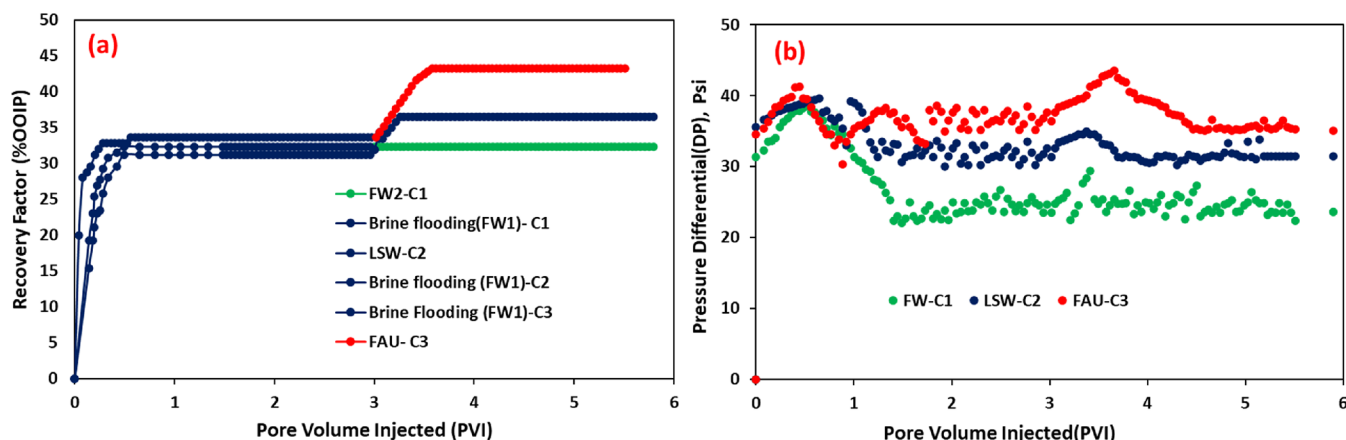 (a)
Recovery Factor (%OOIP)
50
45
40
35
30
25
20
15
10
5
0
FW2-C1
Brine flooding(FW1)- C1
LSW-C2
Brine flooding (FW1)-C2
Brine Flooding (FW1)-C3
FAU- C3
0 1 2 3 4 5 6
Pore Volume Injected (PVI)
(b)
Pressure Differential(DP), Psi
50
40
30
20
10
0
FW-C1 LSW-C2 FAU-C3
0 1 2 3 4 5 6
Pore Volume Injected(PVI)